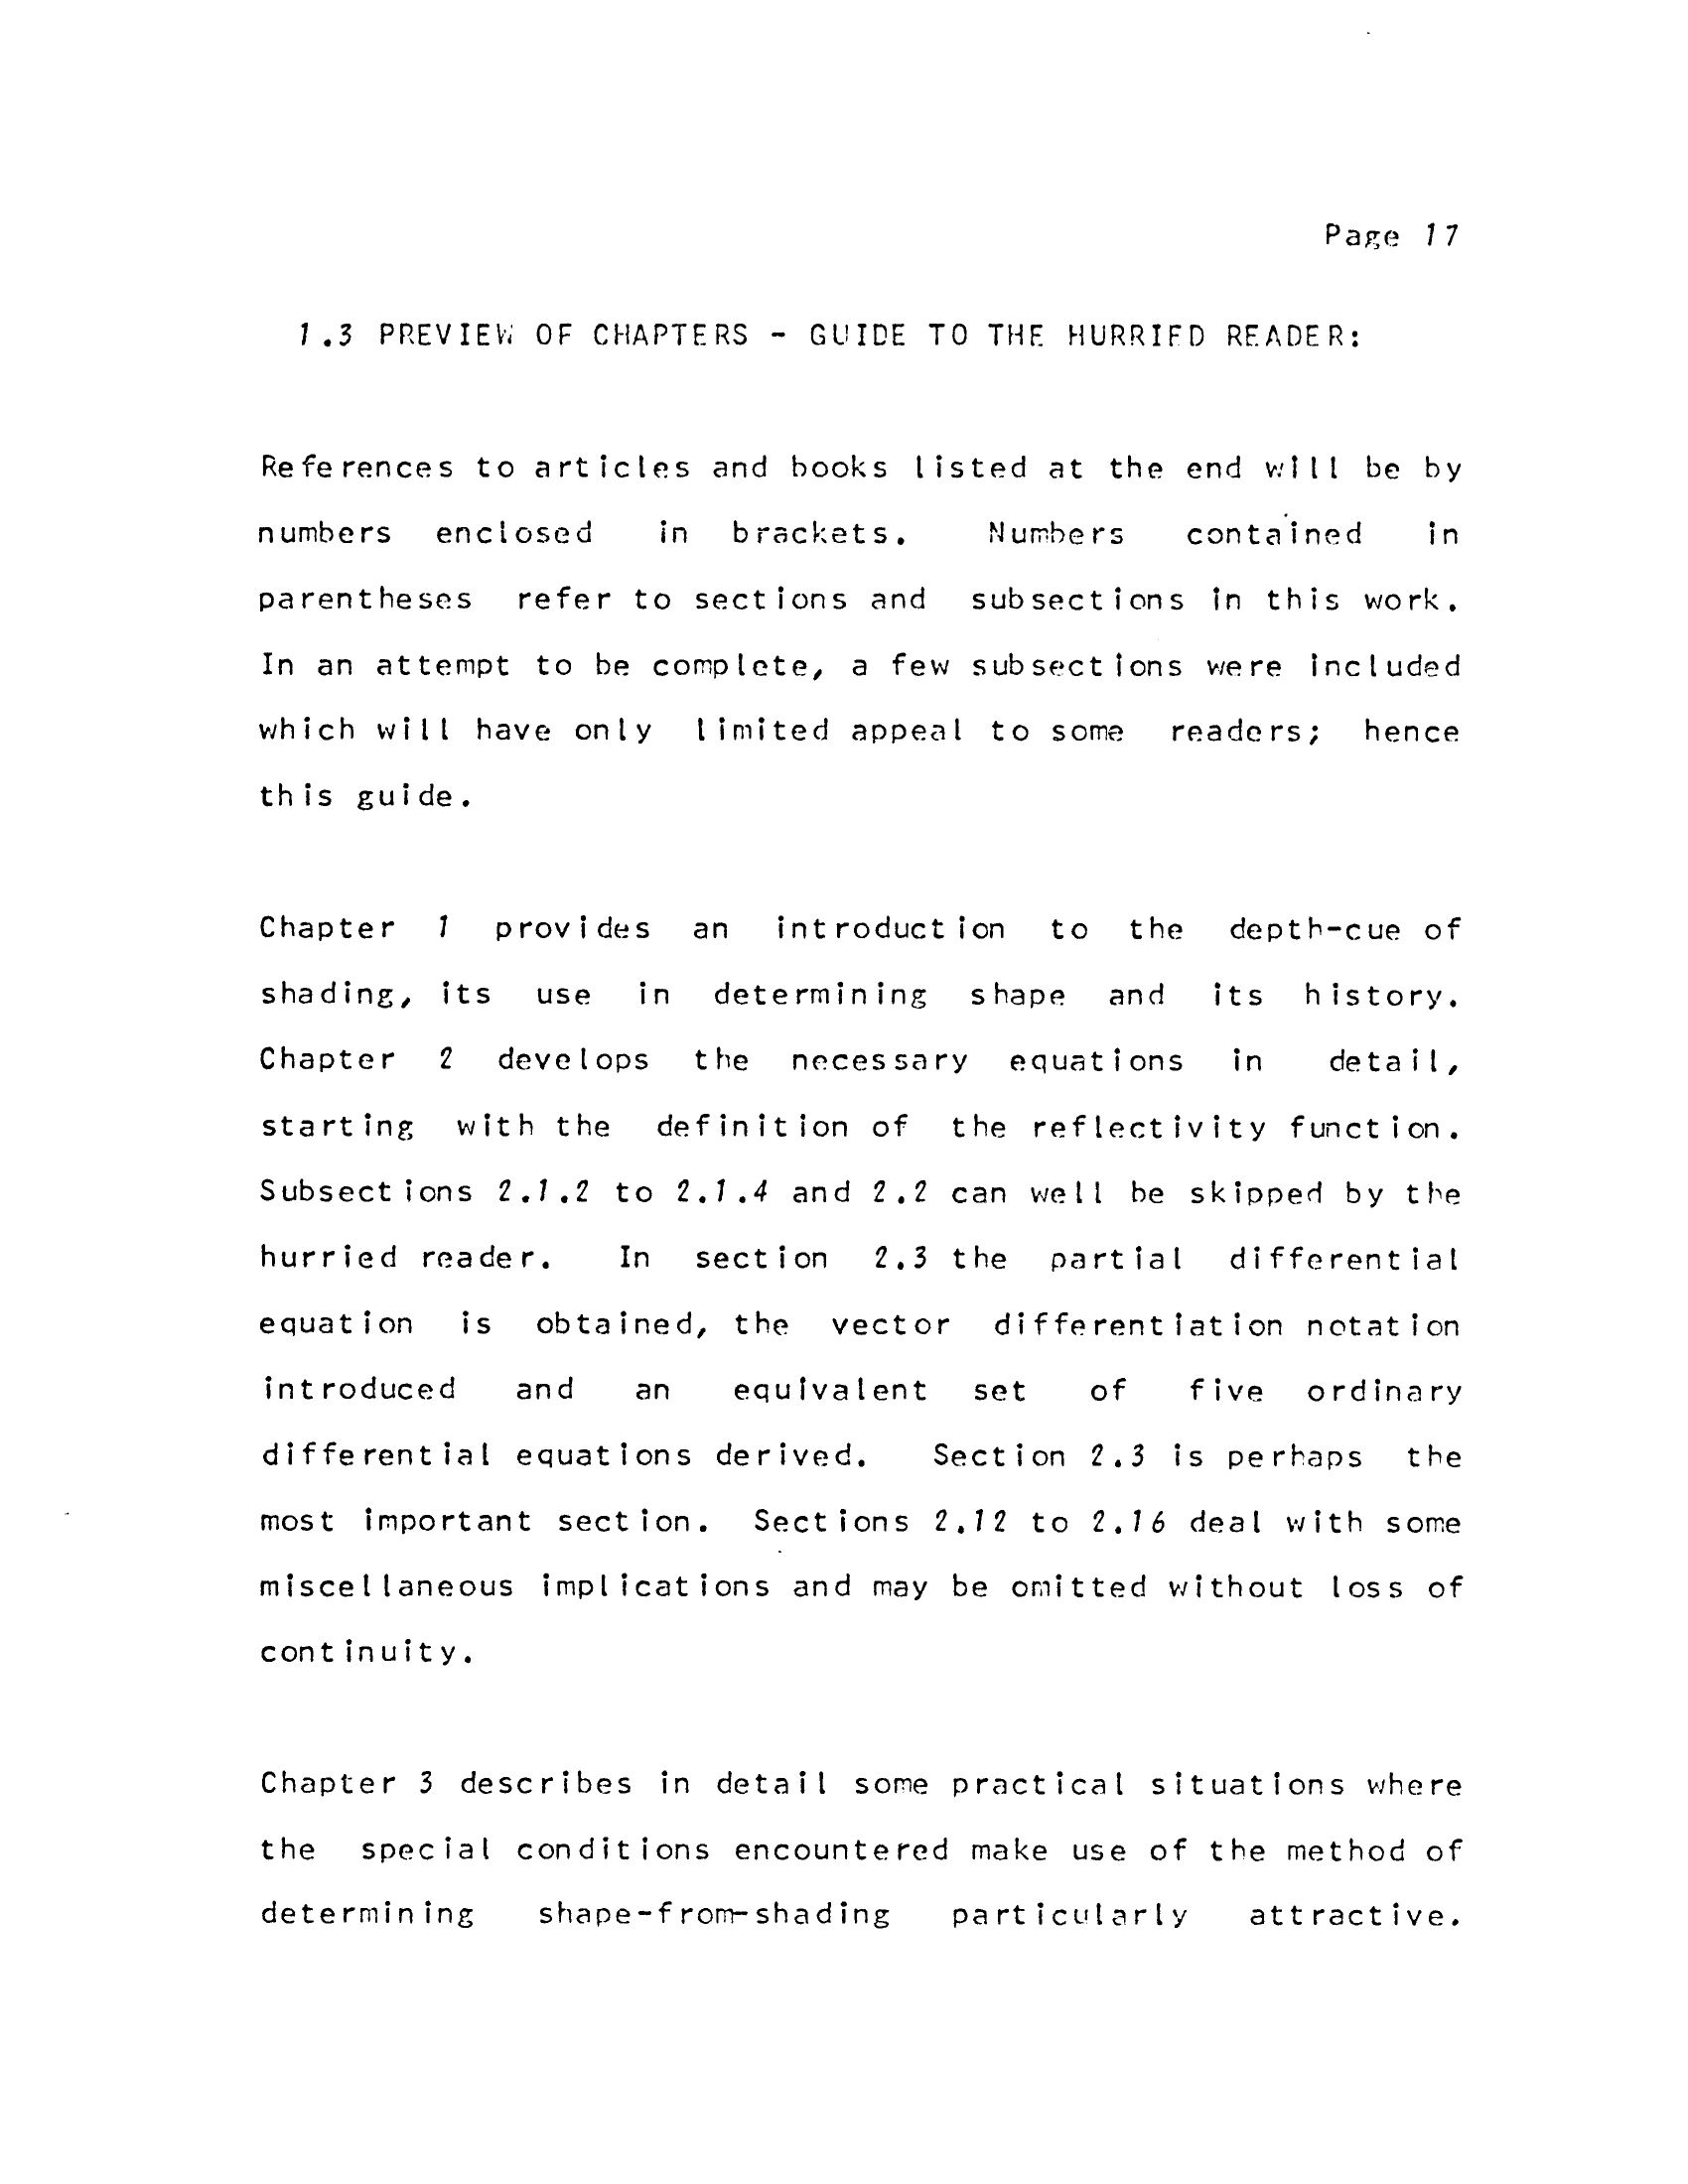 Page 17
1.3 PREVIEW OF CHAPTERS - GUIDE TO THE HURRIED READER:
References to articles and books listed at the end will be by
numbers enclosed in brackets. Numbers contained in
parentheses refer to sections and subsections in this work.
In an attempt to be complete, a few subsections were included
which will have only limited appeal to some readers; hence
this guide.
Chapter 1 provides an introduction to the depth-cue of
shading, its use in determining shape and its history.
Chapter 2 develops the necessary equations in detail,
starting with the definition of the reflectivity function.
Subsections 2.1.2 to 2.1.4 and 2.2 can well be skipped by the
hurried reader. In section 2.3 the partial differential
equation is obtained, the vector differentiation notation
introduced and an equivalent set of five ordinary
differential equations derived. Section 2.3 is perhaps the
most important section. Sections 2.12 to 2.16 deal with some
miscellaneous implications and may be omitted without loss of
continuity.
Chapter 3 describes in detail some practical situations where
the special conditions encountered make use of the method of
determining shape-from-shading particularly attractive.